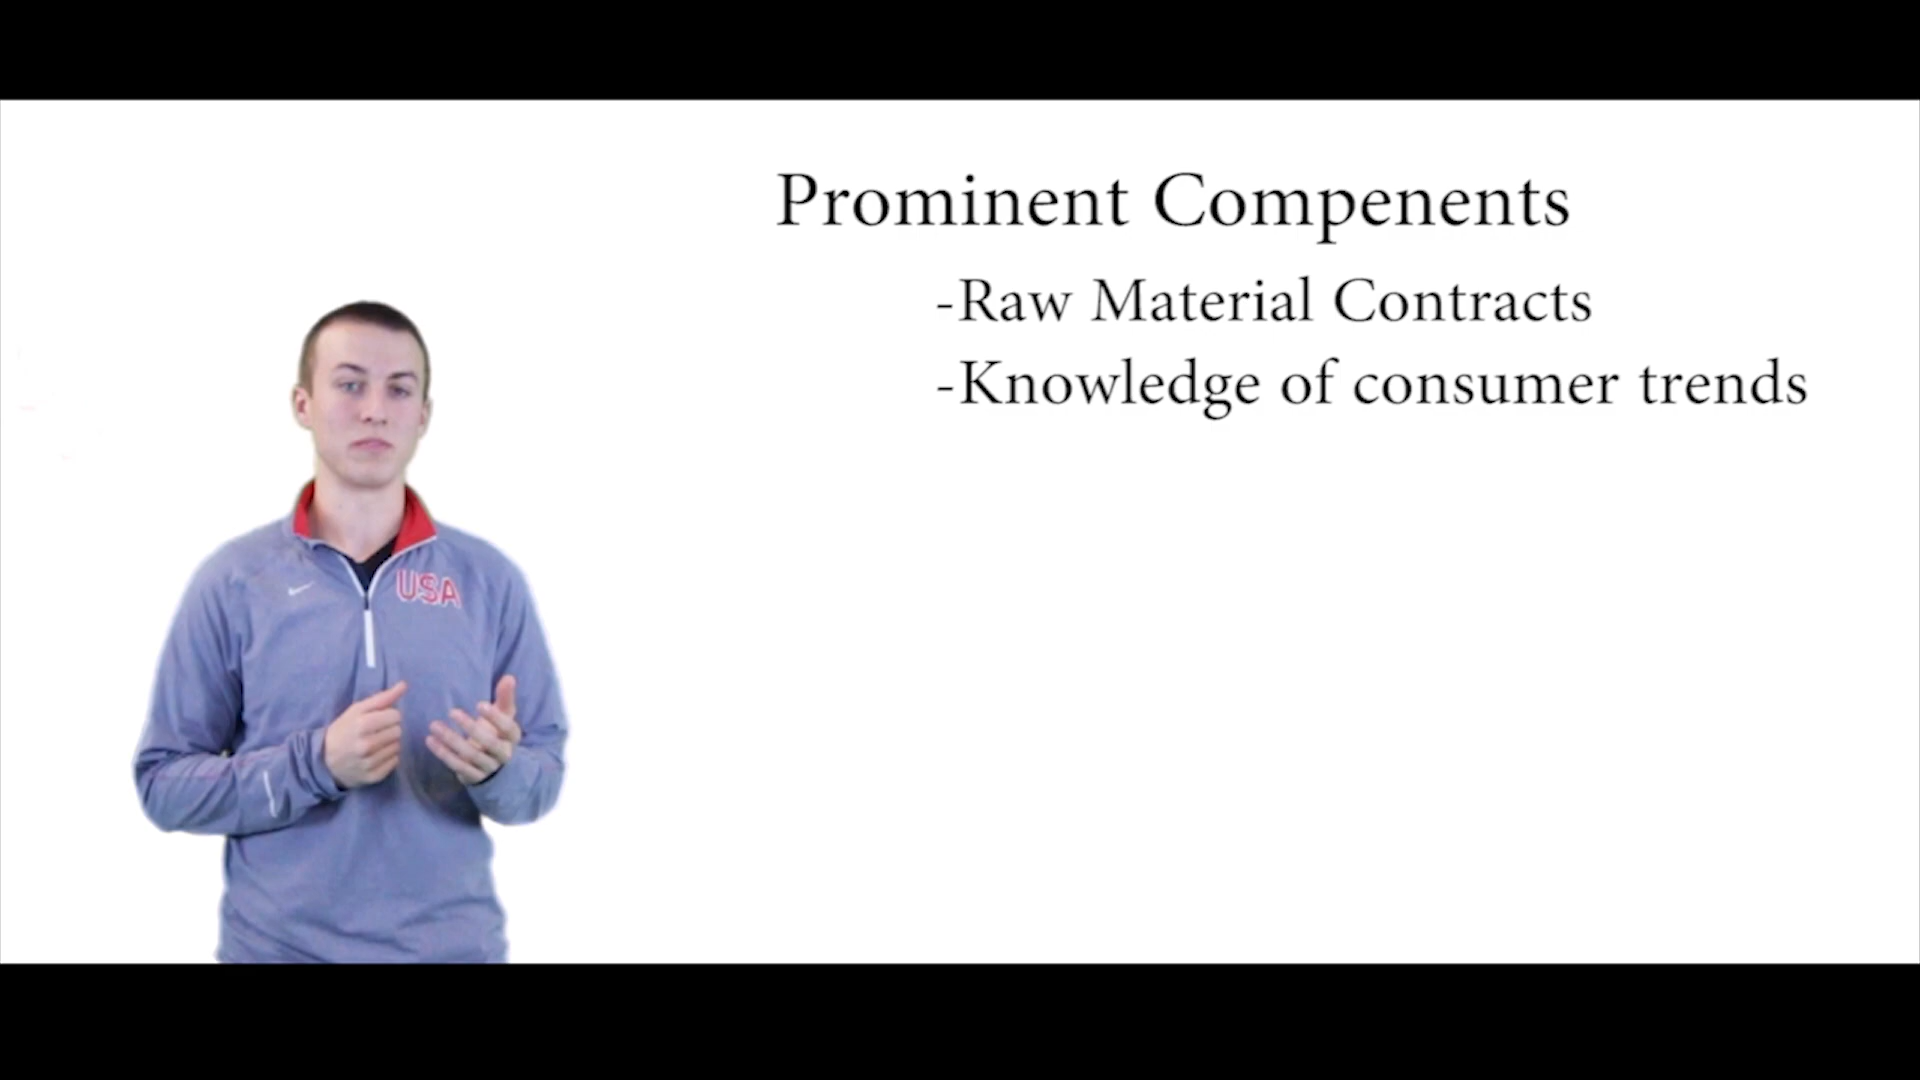 Prominent Compenents
-Raw Material Contracts
-Knowledge of consumer trends
USA